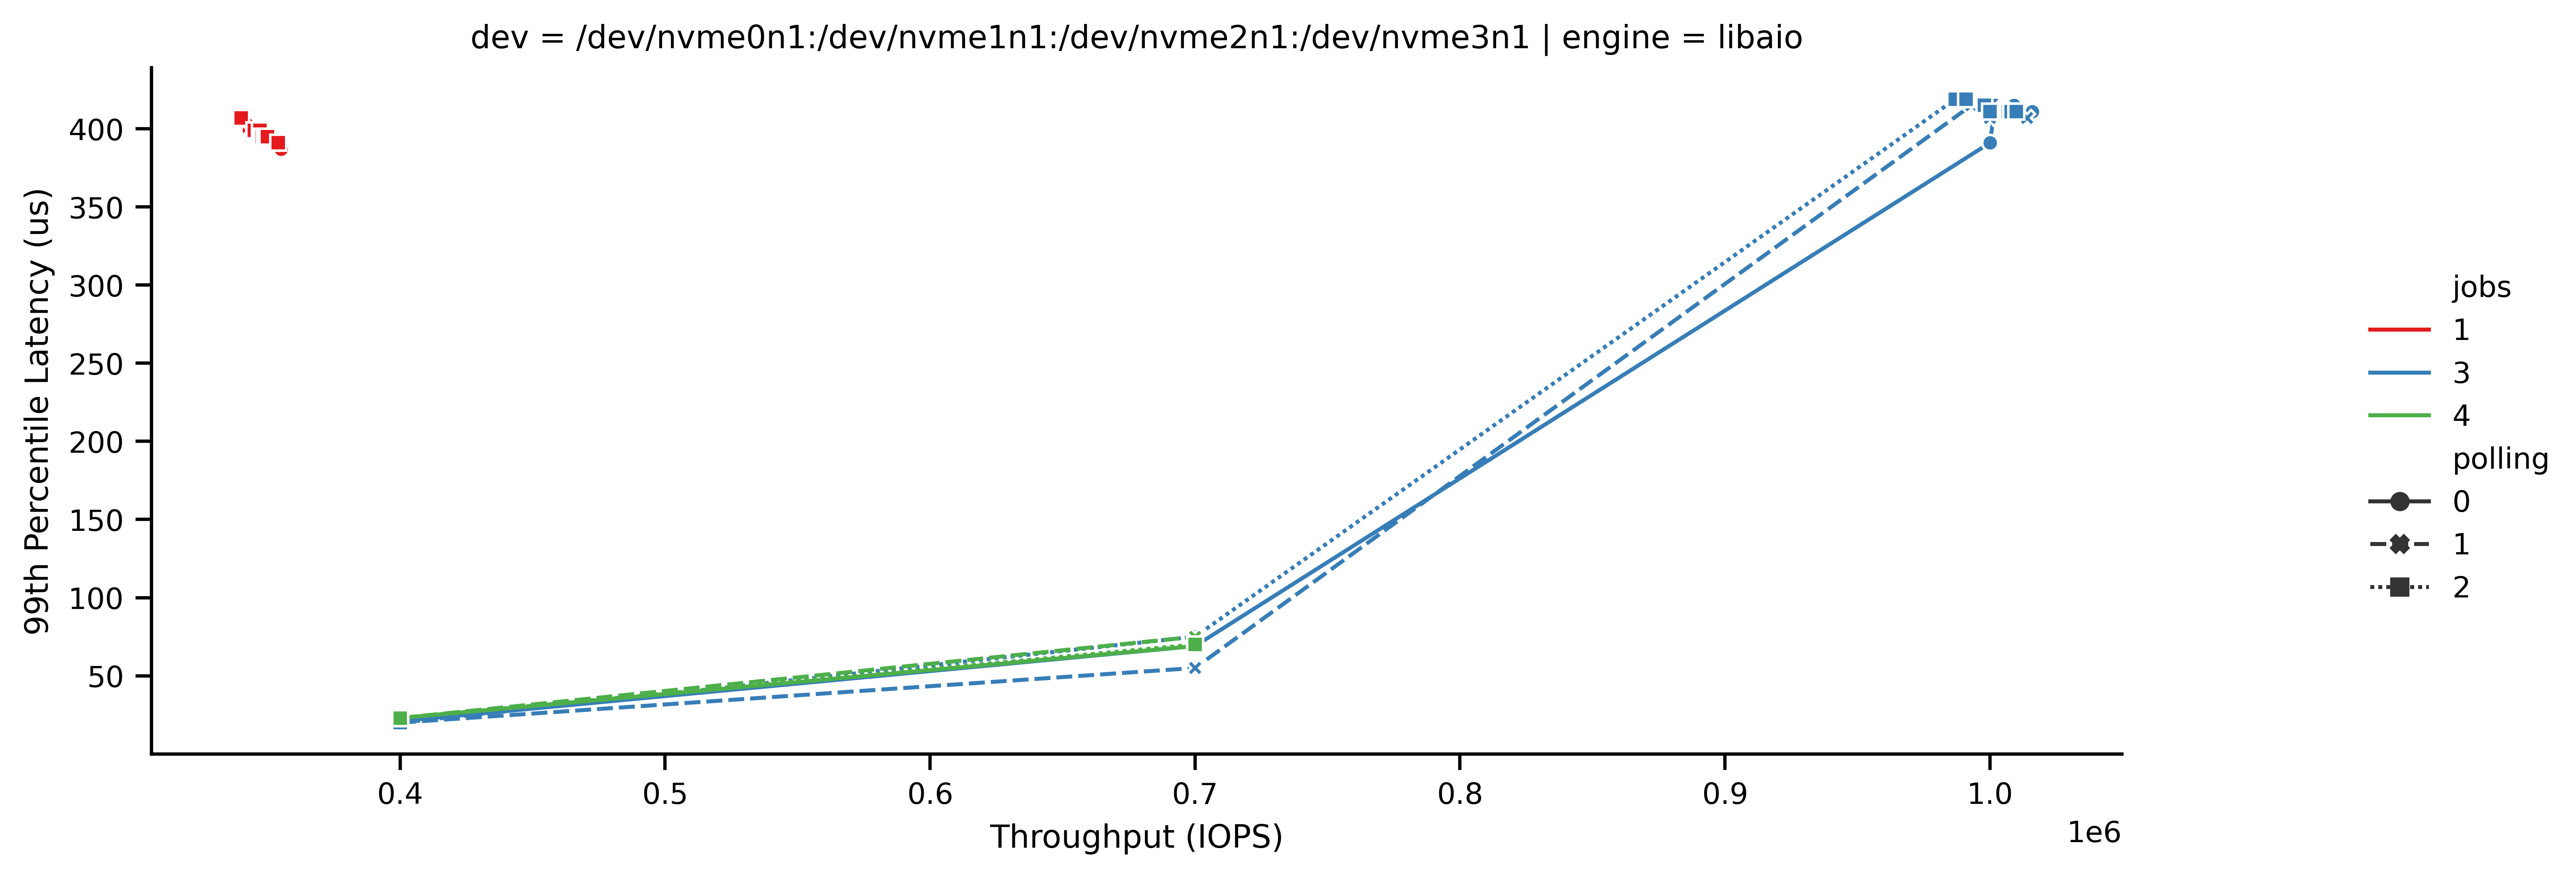 dev = /dev/nvme0n1:/dev/nvme1n1:/dev/nvme2n1:/dev/nvme3n1 | engine = libaio
99th Percentile Latency (us)
400
350
300
250
200
150
100
50
0.4 0.5 0.6 0.7 0.8 0.9 1.0
1e6
Throughput (IOPS)
jobs
1
3
4
polling
0
1
2